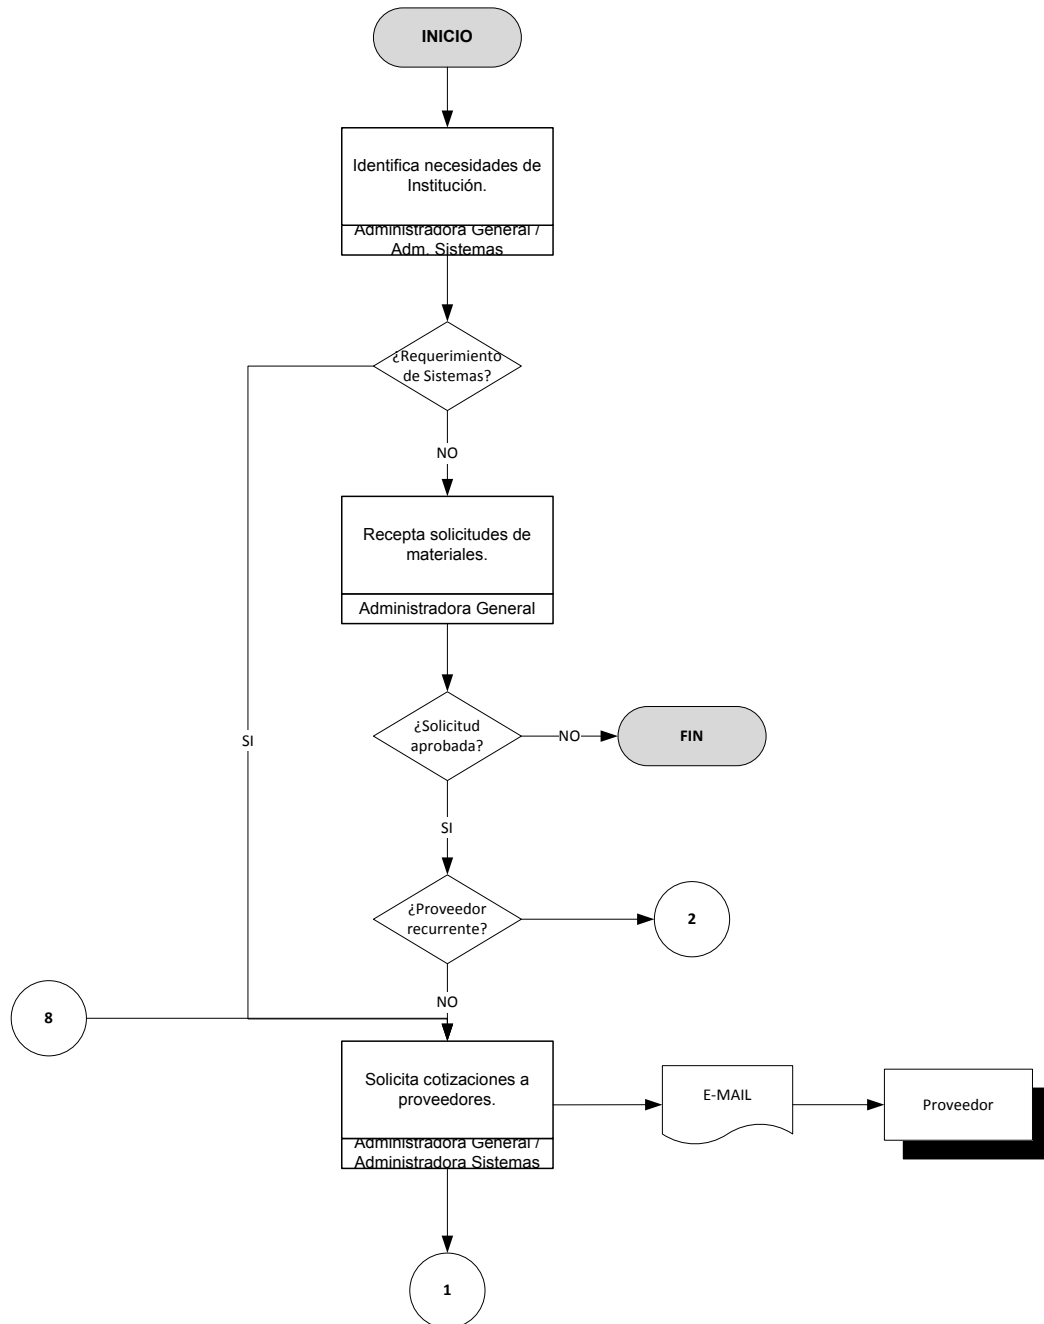 INICIO
Identifica necesidades de
Institución.
Administradora General /
Adm. Sistemas
¿Requerimiento
de Sistemas?
NO
Recepta solicitudes de
materiales.
Administradora General
¿Solicitud
aprobada?
NO
FIN
SI
SI
¿Proveedor
recurrente?
2
NO
8
Solicita cotizaciones a
proveedores.
Administradora General /
Administradora Sistemas
E-MAIL
Proveedor
1